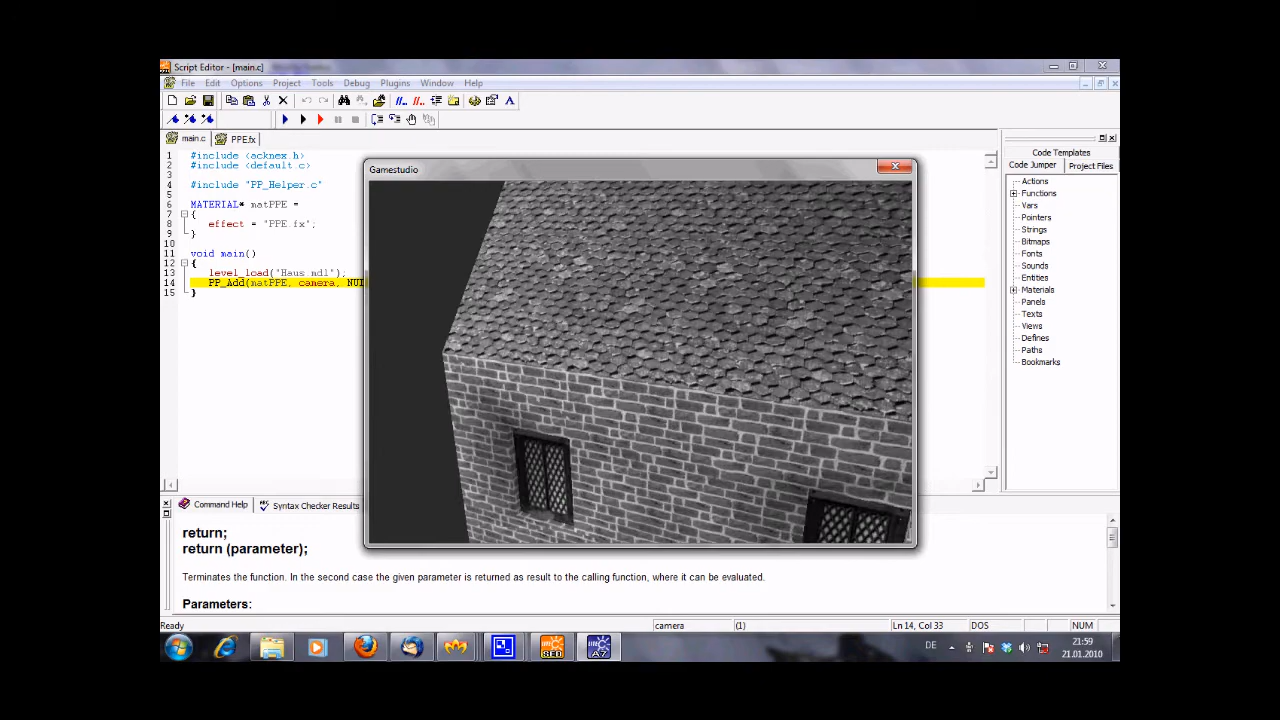 Script Editor - [main.c]
File Edit Options Project Tools Debug Plugins Window Help
main.c PPE.fx
1 #include <acknex.h>
2 #include <default.c>
3
4 #include "PP_Helper.c"
5
6 MATERIAL* matPPE =
7 {
8 effect = "PPE.fx";
9 }
10
11 void main()
12 {
13 level_load("Haus.mdl");
14 PP_Add(matPPE, camera, NUL
15 }
Gamestudio
Code Templates
Code Jumper Project Files
Actions
Functions
Vars
Pointers
Strings
Bitmaps
Fonts
Sounds
Entities
Materials
Panels
Texts
Views
Defines
Paths
Bookmarks
Command Help Syntax Checker Results
return;
return (parameter);
Terminates the function. In the second case the given parameter is returned as result to the calling function, where it can be evaluated.
Parameters:
Ready camera (1) Ln 14, Col 33 DOS NUM
SED A7 DE 21:59
21.01.2010